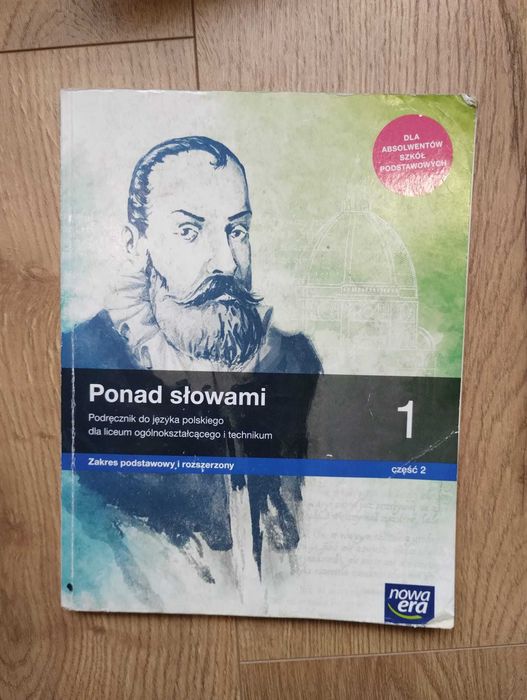 DLA
ABSOLWENTÓW
SZKÓŁ
PODSTAWOWYCH
Ponad słowami
Podręcznik do języka polskiego
dla liceum ogólnokształcącego i technikum
1
Zakres podstawowy i rozszerzony
część 2
nowa
era